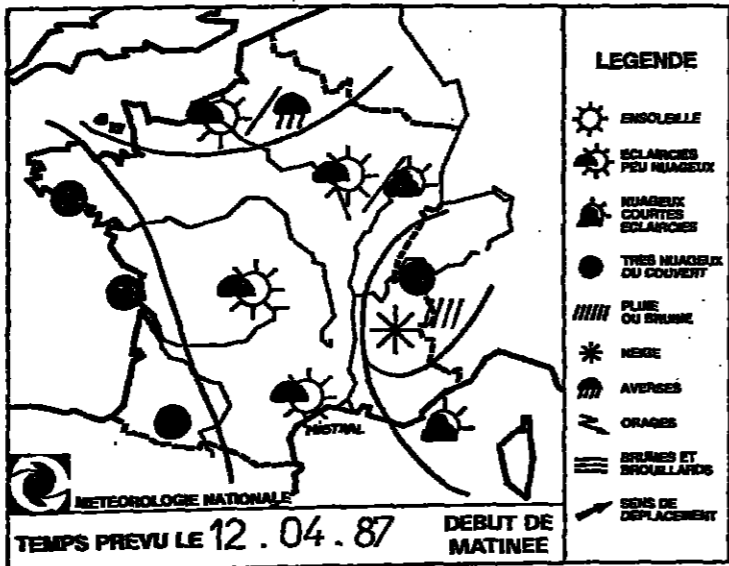 MISTRAL
METEOROLOGIE NATIONALE
TEMPS PREVU LE 12.04.87 DEBUT DE
MATINEE
LEGENDE
ENSOLEILLE
ECLAIRCIES
PEU NUAGEUX
NUAGEUX
COURTES
ECLAIRCIES
TRES NUAGEUX
OU COUVERT
PLUIE
OU BRUINE
NEIGE
AVERSES
ORAGES
BRUMES ET
BROUILLARDS
SENS DE
DEPLACEMENT